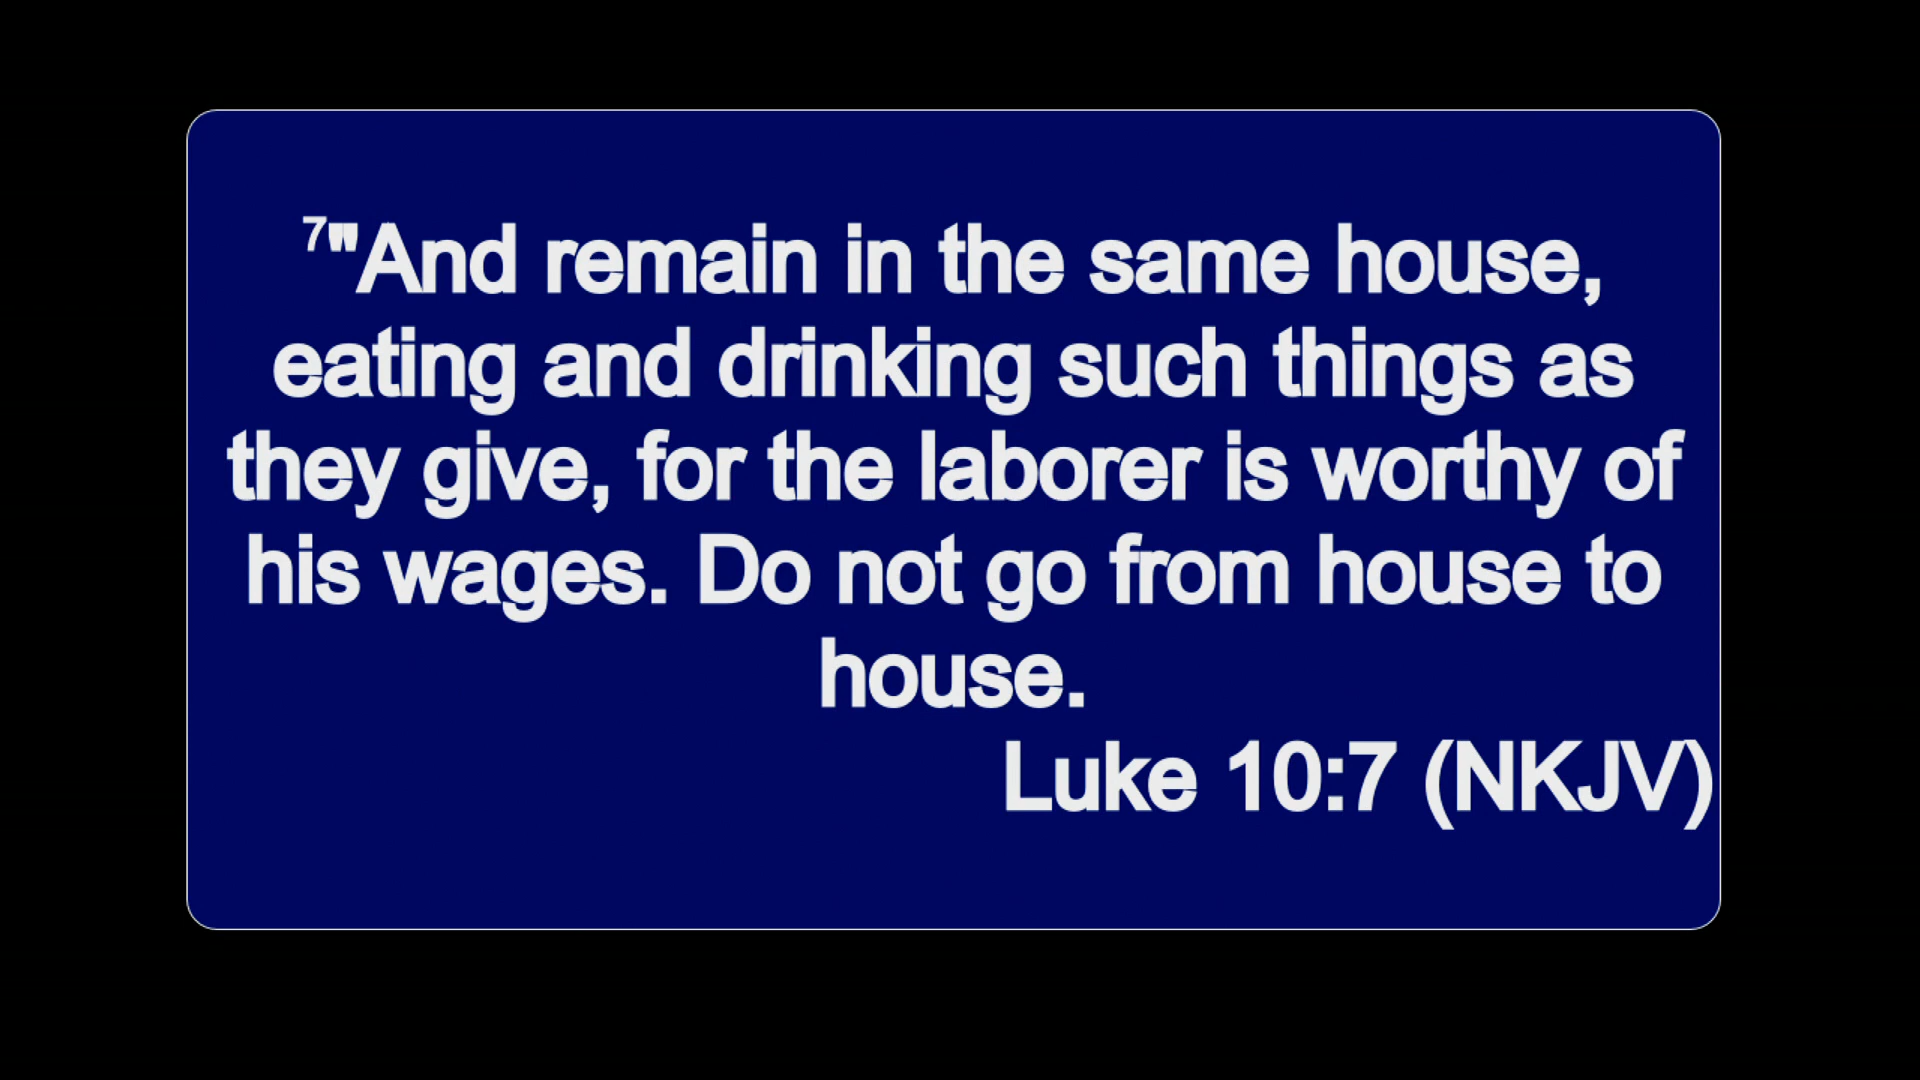 7"And remain in the same house,
eating and drinking such things as
they give, for the laborer is worthy of
his wages. Do not go from house to
house.
Luke 10:7 (NKJV)